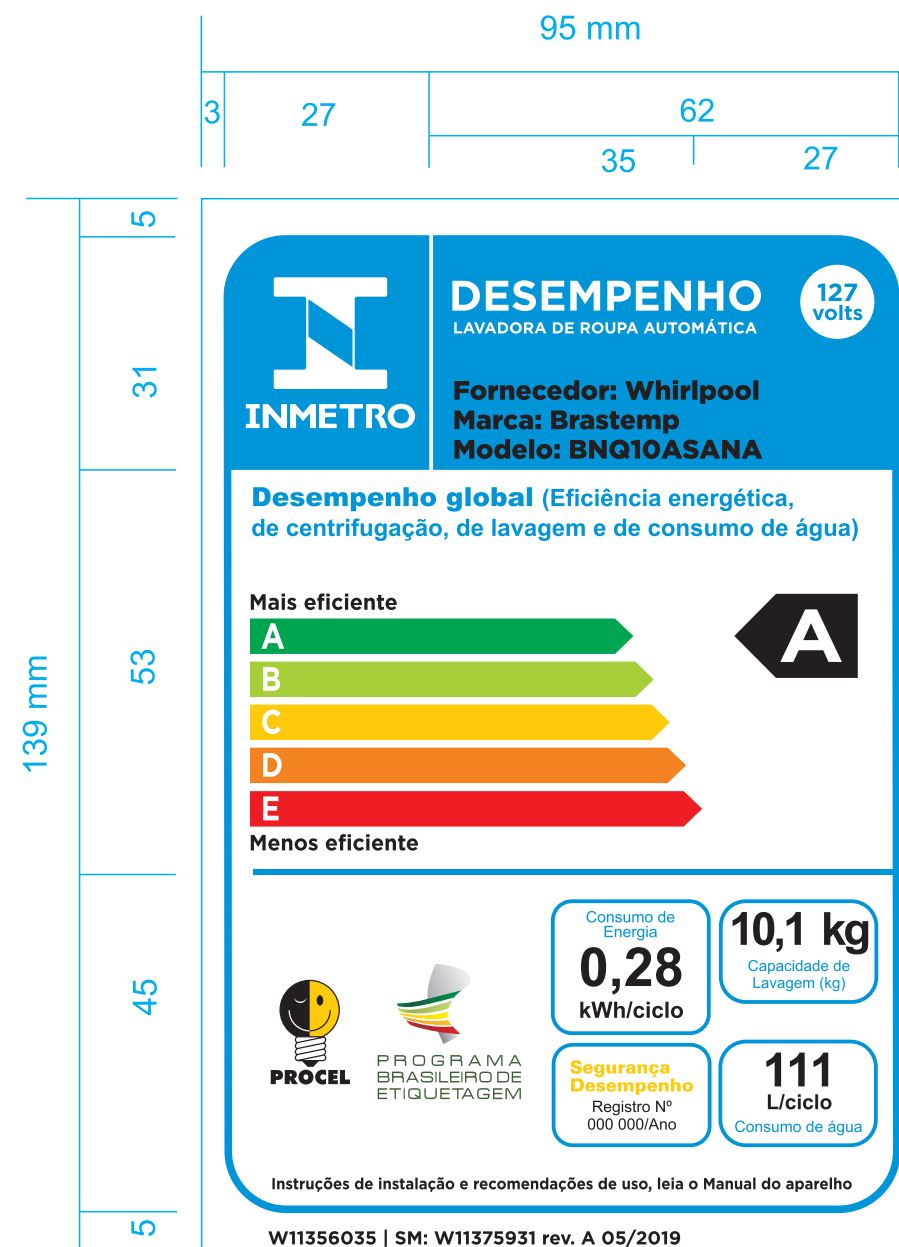 95 mm
3
27
62
35
27
5
31
139 mm
53
45
5
INMETRO
DESEMPENHO
LAVADORA DE ROUPA AUTOMÁTICA
127
volts
Fornecedor: Whirlpool
Marca: Brastemp
Modelo: BNQ10ASANA
Desempenho global (Eficiência energética,
de centrifugação, de lavagem e de consumo de água)
Mais eficiente
A
A
B
C
D
E
Menos eficiente
Consumo de
Energia
0,28
kWh/ciclo
10,1 kg
Capacidade de
Lavagem (kg)
PROCEL
PROGRAMA
BRASILEIRO DE
ETIQUETAGEM
Segurança
Desempenho
Registro Nº
000 000/Ano
111
L/ciclo
Consumo de água
Instruções de instalação e recomendações de uso, leia o Manual do aparelho
W11356035 | SM: W11375931 rev. A 05/2019